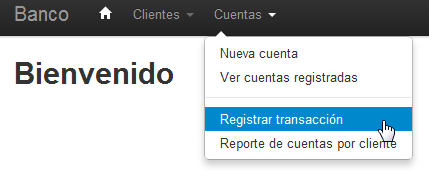 Banco Clientes Cuentas
Nueva cuenta
Ver cuentas registradas
Registrar transacción
Reporte de cuentas por cliente
Bienvenido